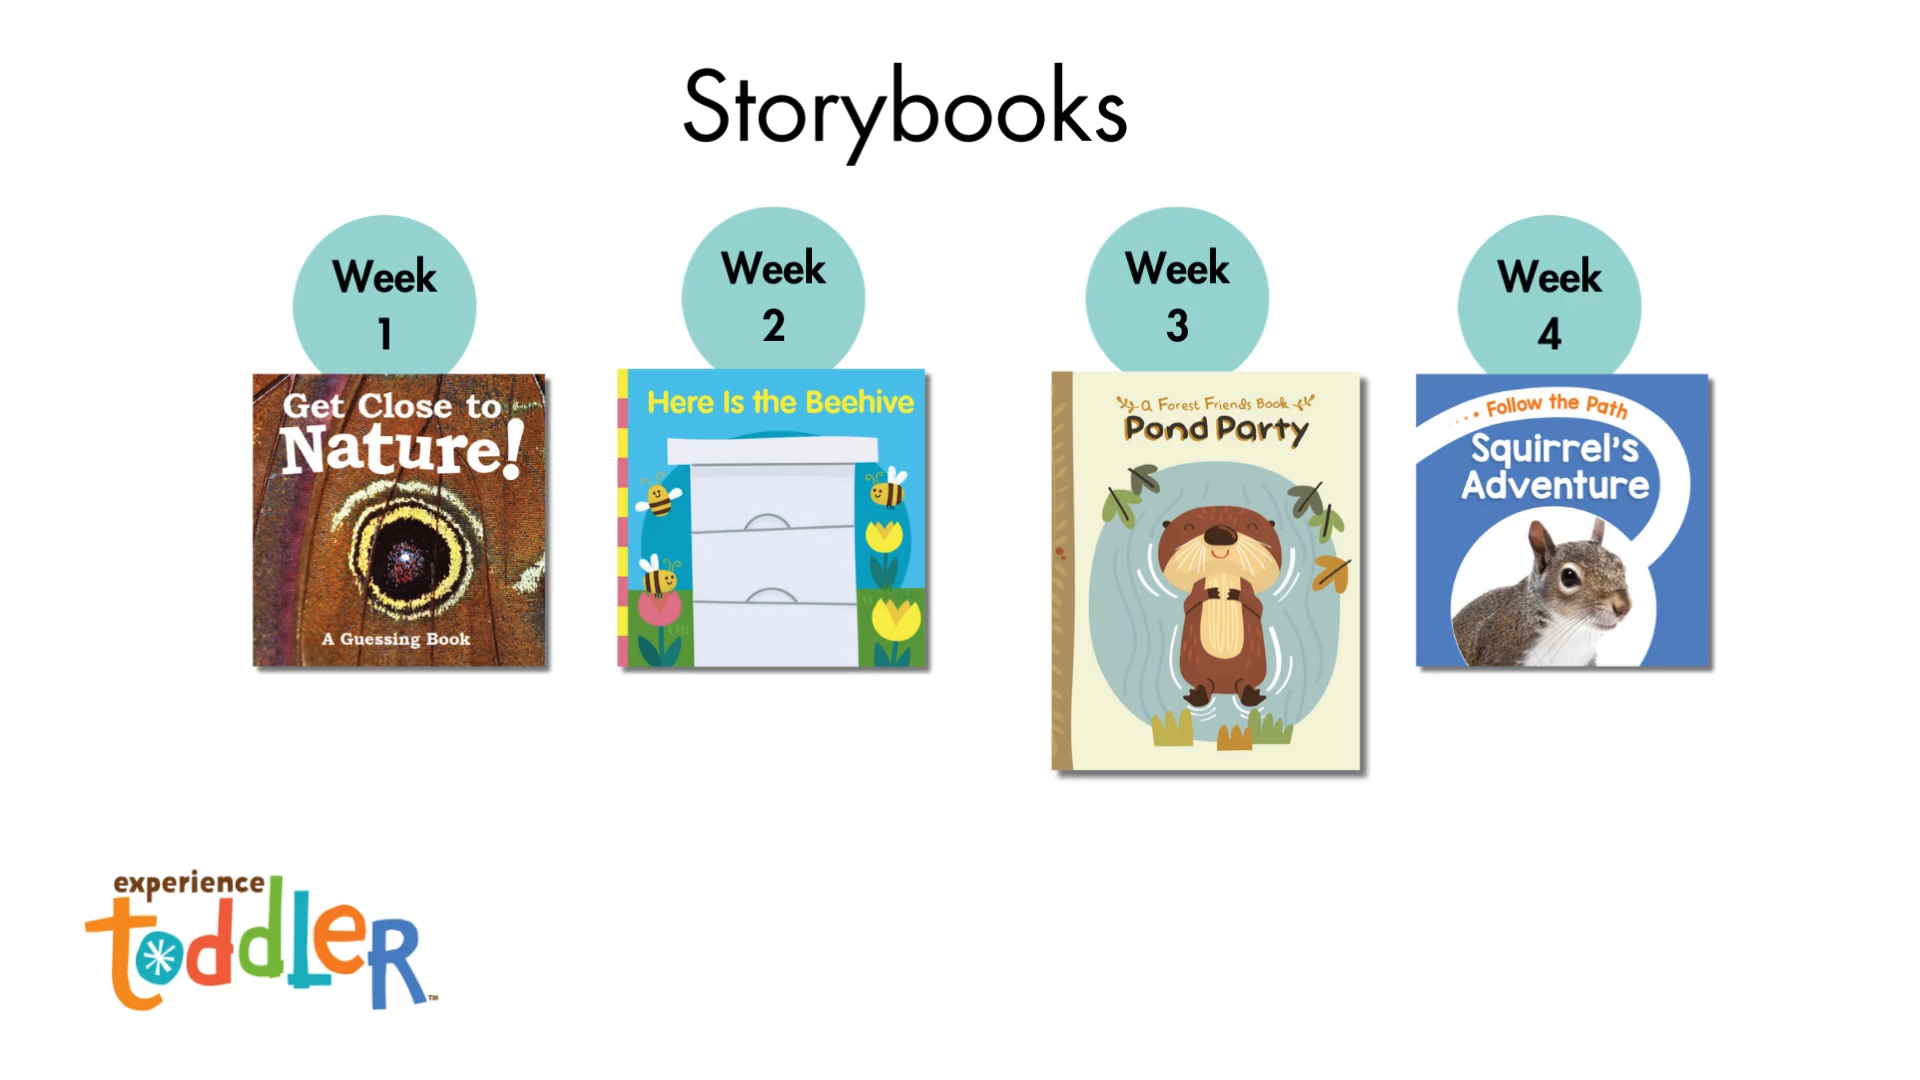 Storybooks
Week
1
Get Close to
Nature!
A Guessing Book
Week
2
Here Is the Beehive
Week
3
a Forest Friends Book
Pond Party
Week
4
... Follow the Path
Squirrel's
Adventure
experience
toddleR™